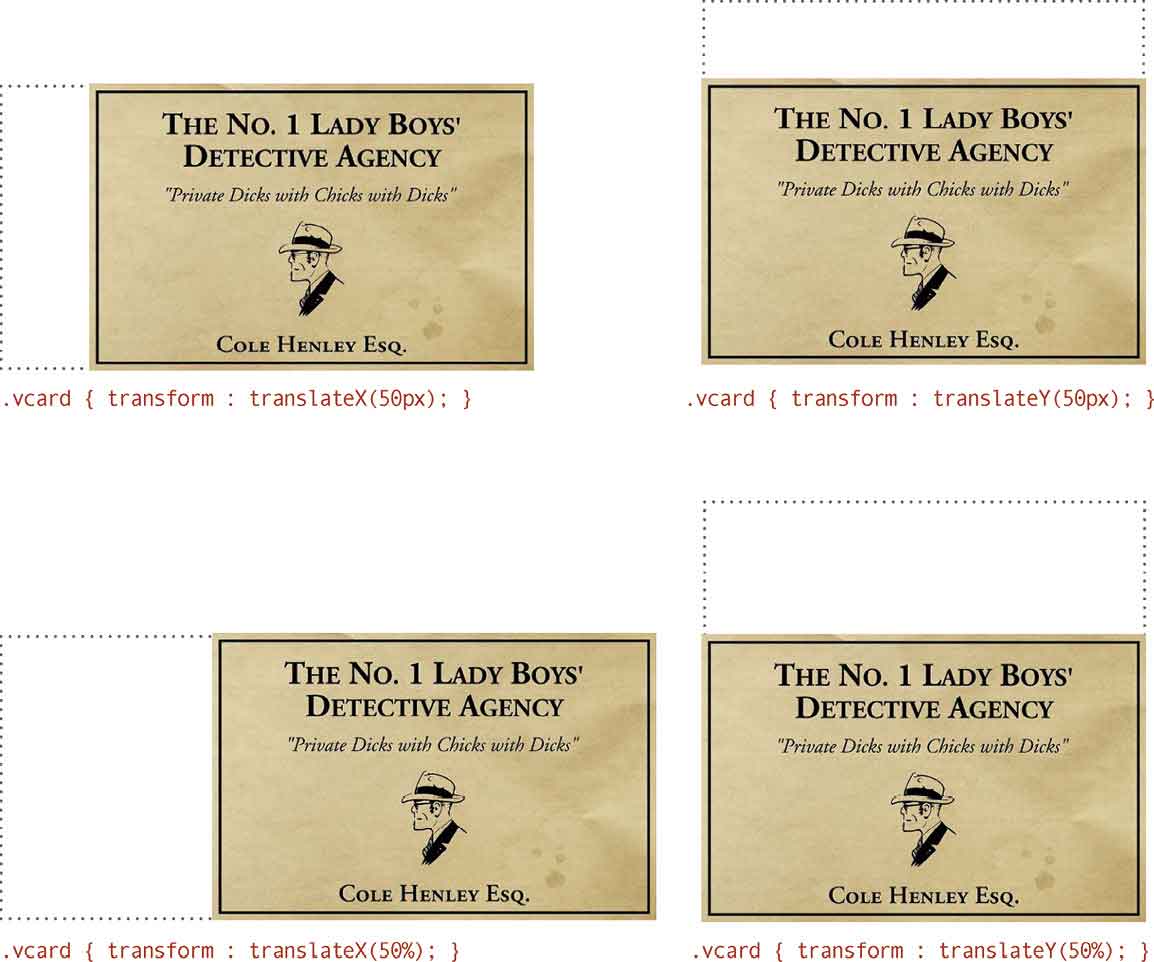 THE NO. 1 LADY BOYS'
DETECTIVE AGENCY
"Private Dicks with Chicks with Dicks"
COLE HENLEY ESQ.
.vcard { transform : translateX(50px); }
THE NO. 1 LADY BOYS'
DETECTIVE AGENCY
"Private Dicks with Chicks with Dicks"
COLE HENLEY ESQ.
.vcard { transform : translateY(50px); }
THE NO. 1 LADY BOYS'
DETECTIVE AGENCY
"Private Dicks with Chicks with Dicks"
COLE HENLEY ESQ.
.vcard { transform : translateX(50%); }
THE NO. 1 LADY BOYS'
DETECTIVE AGENCY
"Private Dicks with Chicks with Dicks"
COLE HENLEY ESQ.
.vcard { transform : translateY(50%); }